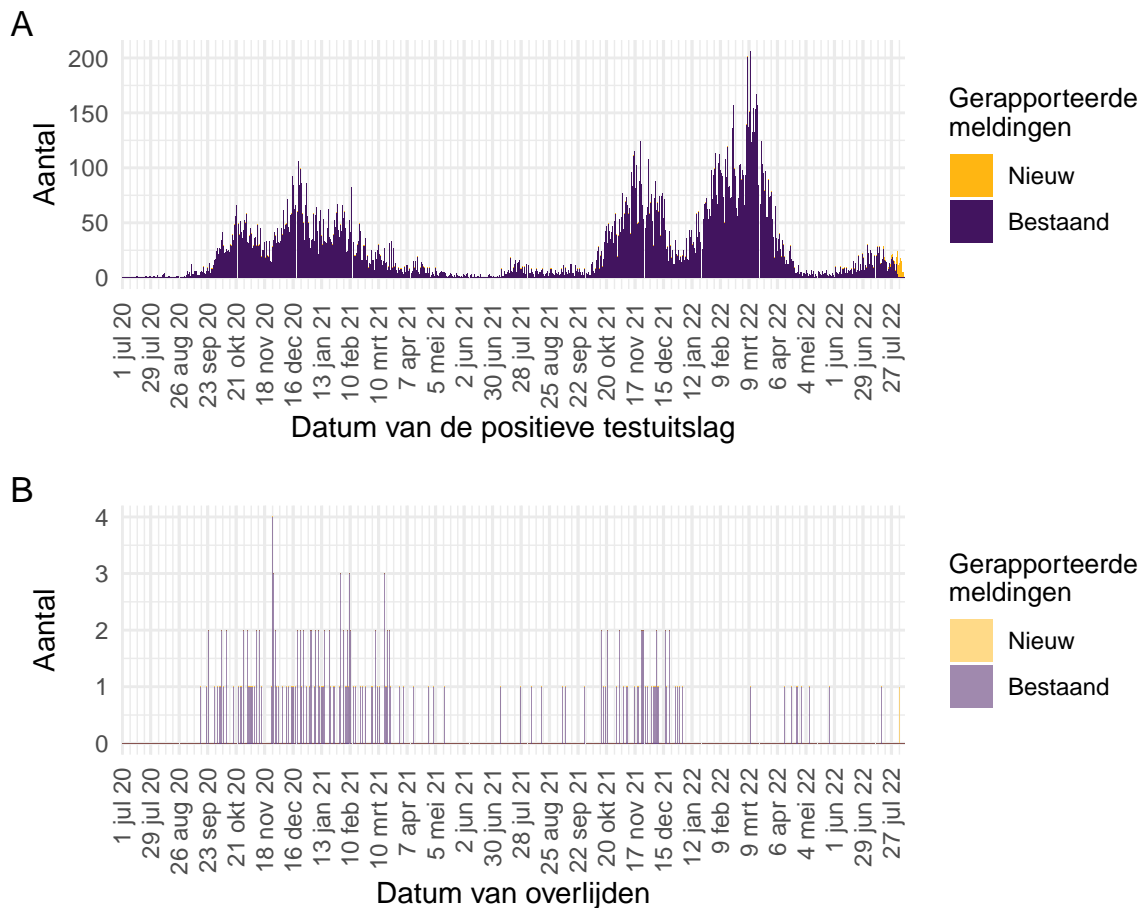 A
200
150
100
50
0
Aantal
1 jul 20
29 jul 20
26 aug 20
23 sep 20
21 okt 20
18 nov 20
16 dec 20
13 jan 21
10 feb 21
10 mrt 21
7 apr 21
5 mei 21
2 jun 21
30 jun 21
28 jul 21
25 aug 21
22 sep 21
20 okt 21
17 nov 21
15 dec 21
12 jan 22
9 feb 22
9 mrt 22
6 apr 22
4 mei 22
1 jun 22
29 jun 22
27 jul 22
Datum van de positieve testuitslag
Gerapporteerde
meldingen
Nieuw
Bestaand
B
4
3
2
1
0
Aantal
1 jul 20
29 jul 20
26 aug 20
23 sep 20
21 okt 20
18 nov 20
16 dec 20
13 jan 21
10 feb 21
10 mrt 21
7 apr 21
5 mei 21
2 jun 21
30 jun 21
28 jul 21
25 aug 21
22 sep 21
20 okt 21
17 nov 21
15 dec 21
12 jan 22
9 feb 22
9 mrt 22
6 apr 22
4 mei 22
1 jun 22
29 jun 22
27 jul 22
Datum van overlijden
Gerapporteerde
meldingen
Nieuw
Bestaand